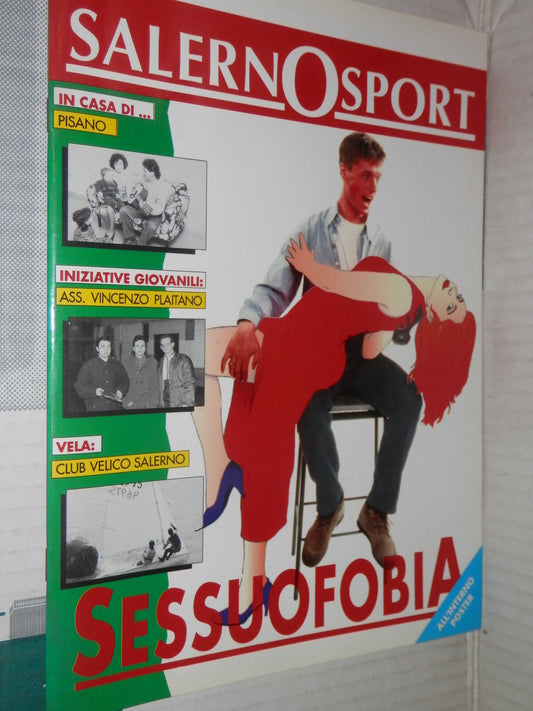 SALERNOSPORT
IN CASA DI ...
PISANO
INIZIATIVE GIOVANILI:
ASS. VINCENZO PLAITANO
VELA:
CLUB VELICO SALERNO
SESSUOFOBIA
ALL'INTERNO
POSTER